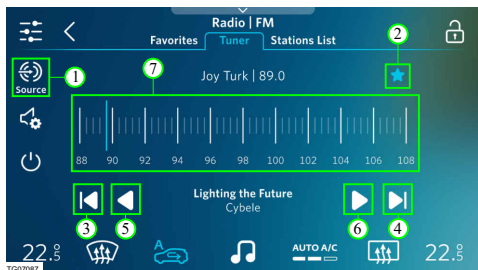 Radio | FM
Favorites Tuner Stations List
2
Source
1
7
Joy Turk | 89.0
88 90 92 94 96 98 100 102 104 106 108
Lighting the Future
Cybele
3
5
6
4
22.5
A
AUTO A/C
22.5
TG07087